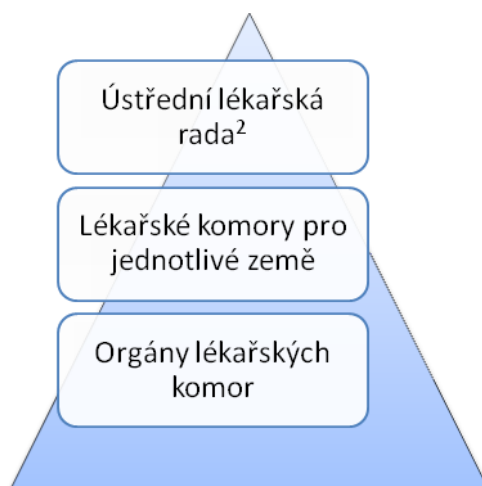 Ústřední lékařská
rada²
Lékařské komory pro
jednotlivé země
Orgány lékařských
komor